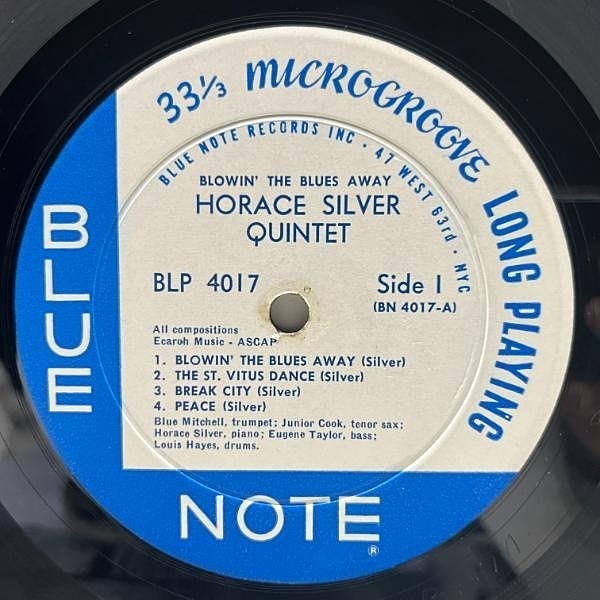 33⅓ MICROGROOVE LONG PLAYING
BLUE NOTE RECORDS INC · 47 WEST 63rd · NYC
BLOWIN' THE BLUES AWAY
HORACE SILVER
QUINTET
BLP 4017
Side 1
(BN 4017-A)
All compositions
Ecaroh Music - ASCAP
1. BLOWIN' THE BLUES AWAY (Silver)
2. THE ST. VITUS DANCE (Silver)
3. BREAK CITY (Silver)
4. PEACE (Silver)
Blue Mitchell, trumpet; Junior Cook, tenor sax;
Horace Silver, piano; Eugene Taylor, bass;
Louis Hayes, drums.
BLUE
NOTE®